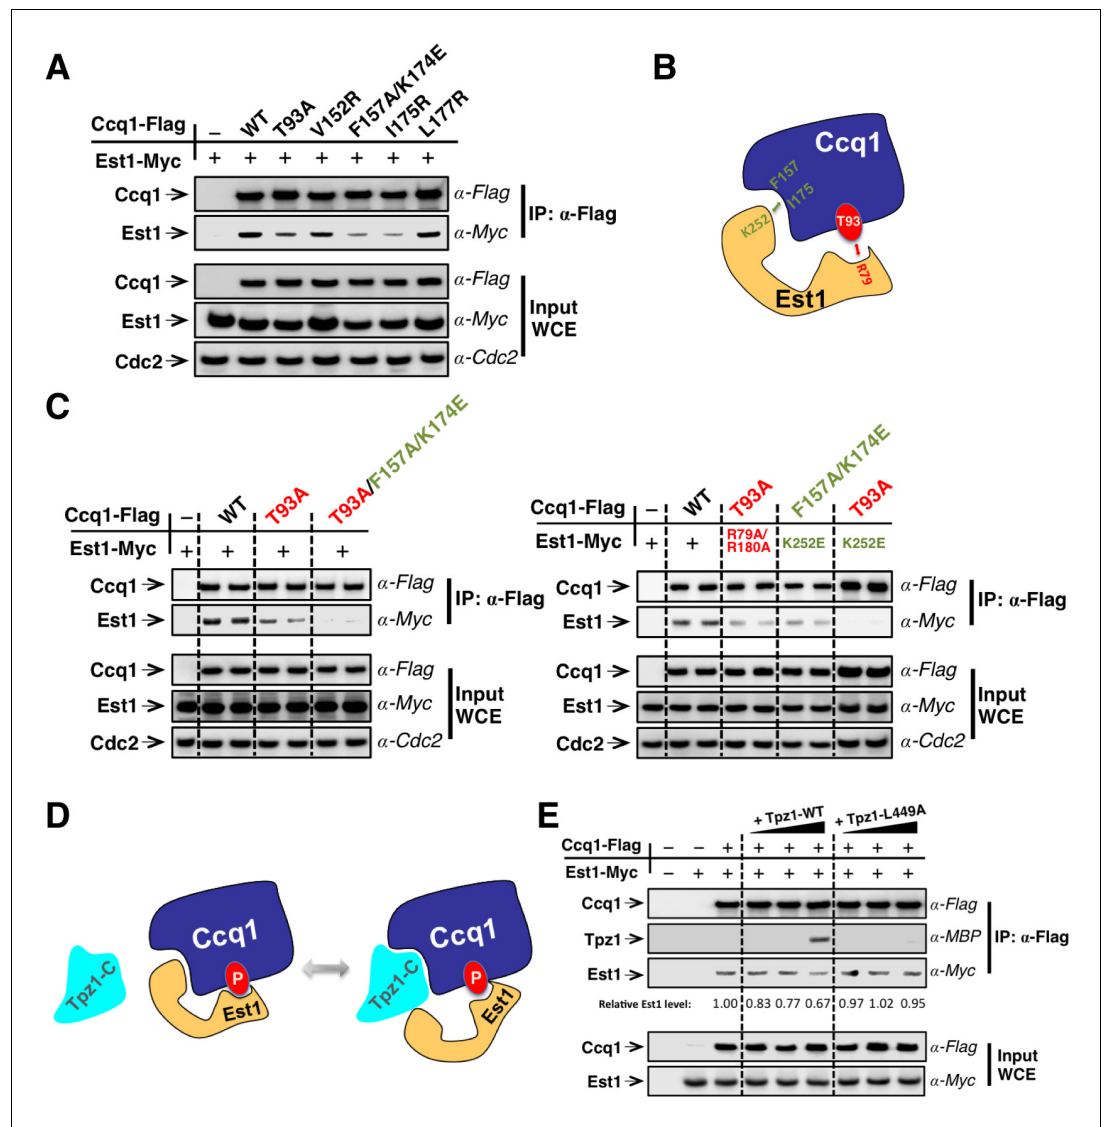 A
Ccq1-Flag – WT T93A V152R F157A/K174E I175R L177R
Est1-Myc + + + + + + +
Ccq1 α-Flag
Est1 α-Myc
IP: α-Flag
Ccq1 α-Flag
Est1 α-Myc
Cdc2 α-Cdc2
Input
WCE
B
Ccq1
F157
I175
K252
T93
R79
Est1
C
Ccq1-Flag – WT T93A T93A/F157A/K174E
Est1-Myc + + + +
Ccq1 α-Flag
Est1 α-Myc
IP: α-Flag
Ccq1 α-Flag
Est1 α-Myc
Cdc2 α-Cdc2
Input
WCE
Ccq1-Flag – WT T93A F157A/K174E T93A
Est1-Myc + + R79A/R180A K252E K252E
Ccq1 α-Flag
Est1 α-Myc
IP: α-Flag
Ccq1 α-Flag
Est1 α-Myc
Cdc2 α-Cdc2
Input
WCE
D
Tpz1-C
Ccq1
P
Est1
Tpz1-C
Ccq1
P
Est1
E
+ Tpz1-WT + Tpz1-L449A
Ccq1-Flag – – + + + + + + +
Est1-Myc – + + + + + + + +
Ccq1 α-Flag
Tpz1 α-MBP
Est1 α-Myc
IP: α-Flag
Relative Est1 level: 1.00 0.83 0.77 0.67 0.97 1.02 0.95
Ccq1 α-Flag
Est1 α-Myc
Input
WCE